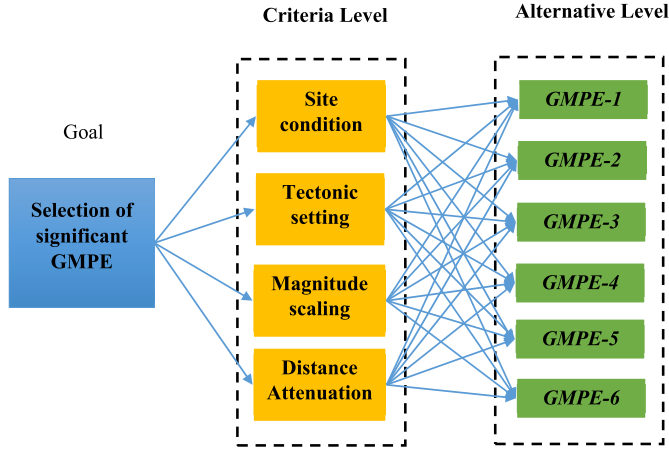 Criteria Level
Alternative Level
Goal
Selection of
significant
GMPE
Site
condition
Tectonic
setting
Magnitude
scaling
Distance
Attenuation
GMPE-1
GMPE-2
GMPE-3
GMPE-4
GMPE-5
GMPE-6